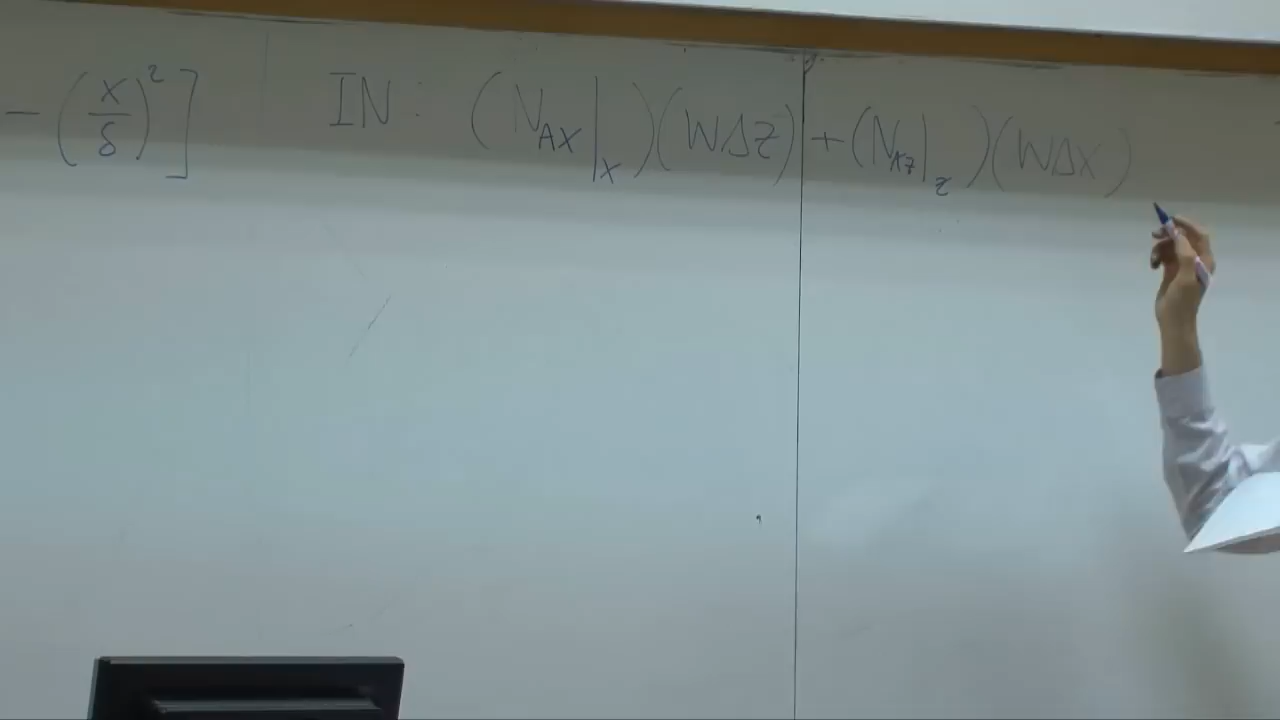 - (x/δ)²] IN: (N_AX|_x)(WΔz) + (N_Az|_z)(WΔX)